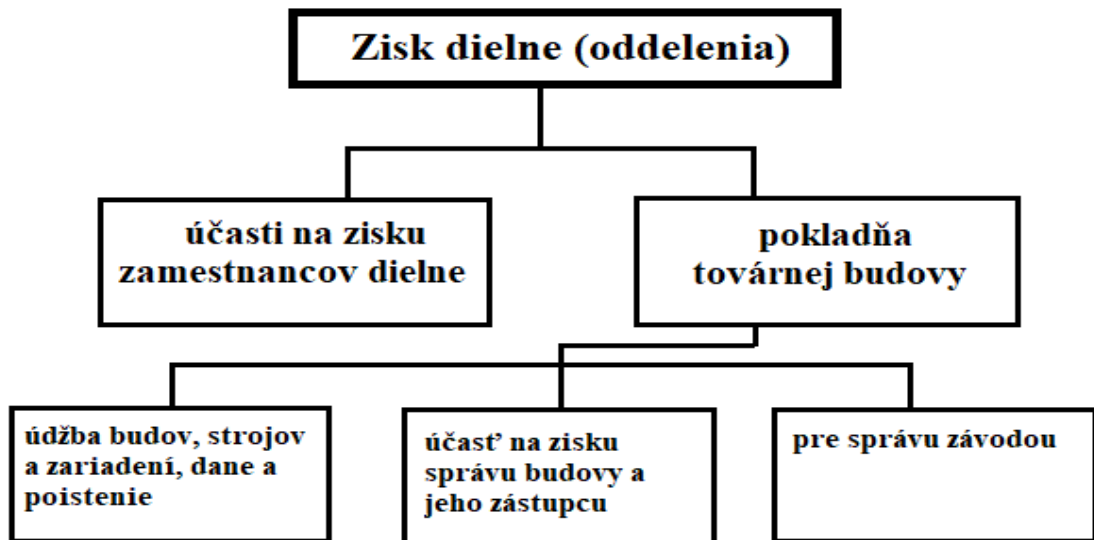 Zisk dielne (oddelenia)
účasti na zisku
zamestnancov dielne
pokladňa
továrnej budovy
údžba budov, strojov
a zariadení, dane a
poistenie
účasť na zisku
správu budovy a
jeho zástupcu
pre správu závodou